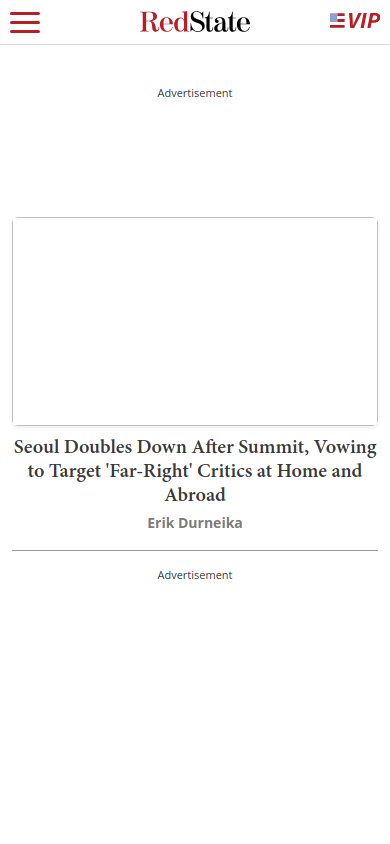 RedState
VIP
Advertisement
Seoul Doubles Down After Summit, Vowing
to Target 'Far-Right' Critics at Home and
Abroad
Erik Durneika
Advertisement